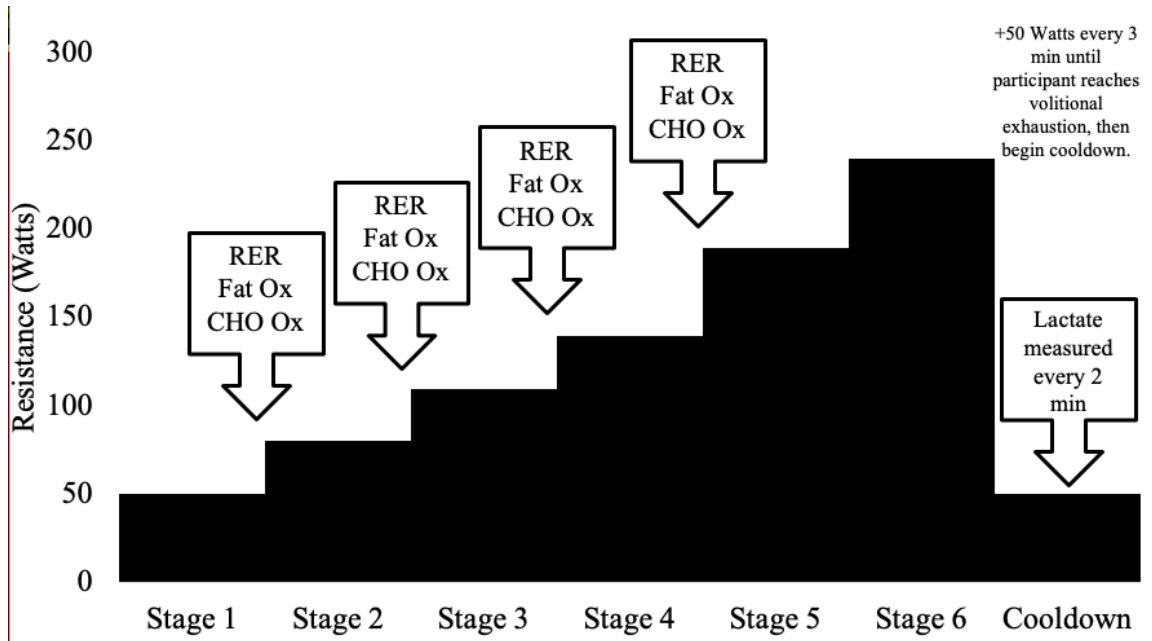 300
250
200
150
100
50
0
Resistance (Watts)
RER
Fat Ox
CHO Ox
RER
Fat Ox
CHO Ox
RER
Fat Ox
CHO Ox
RER
Fat Ox
CHO Ox
+50 Watts every 3
min until
participant reaches
volitional
exhaustion, then
begin cooldown.
Lactate
measured
every 2
min
Stage 1
Stage 2
Stage 3
Stage 4
Stage 5
Stage 6
Cooldown